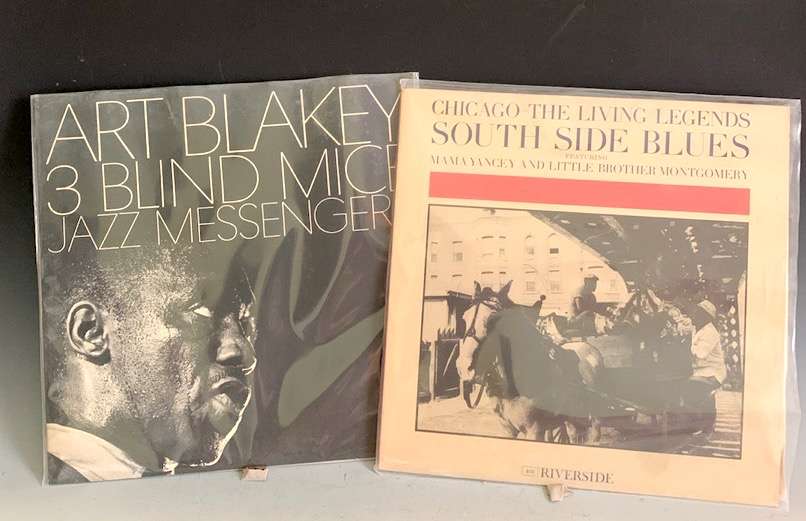 ART BLAKEY
3 BLIND MICE
JAZZ MESSENGER
CHICAGO-THE LIVING LEGENDS
SOUTH SIDE BLUES
FEATURING
MAMA YANCEY AND LITTLE BROTHER MONTGOMERY
RIVERSIDE